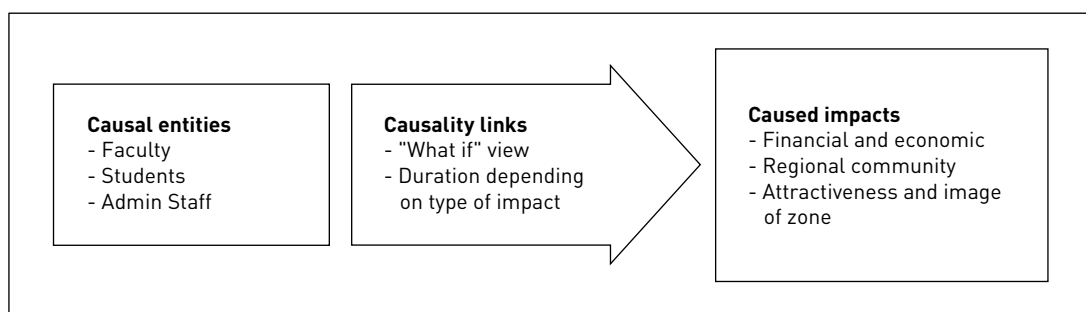 Causal entities
- Faculty
- Students
- Admin Staff
Causality links
- "What if" view
- Duration depending
on type of impact
Caused impacts
- Financial and economic
- Regional community
- Attractiveness and image
of zone